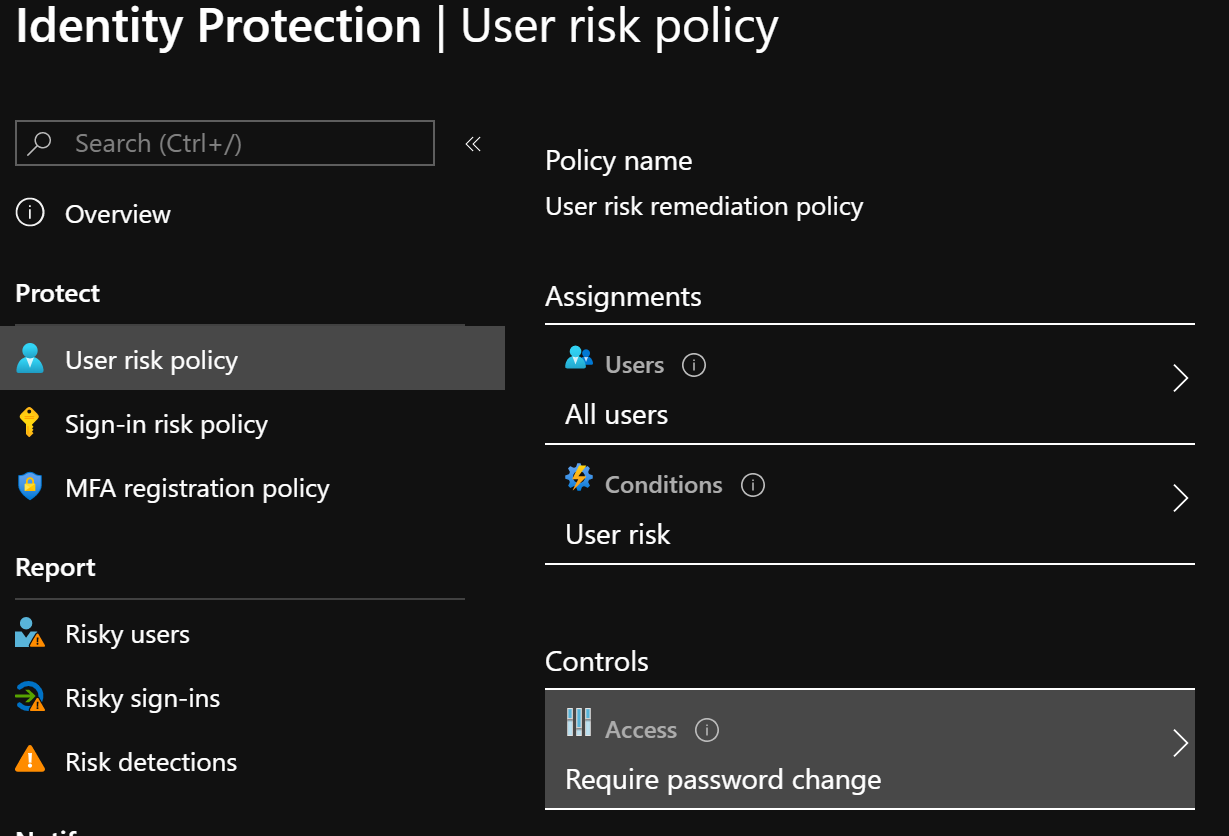 Identity Protection | User risk policy
Search (Ctrl+/)
Overview
Protect
User risk policy
Sign-in risk policy
MFA registration policy
Report
Risky users
Risky sign-ins
Risk detections
Policy name
User risk remediation policy
Assignments
Users
All users
Conditions
User risk
Controls
Access
Require password change